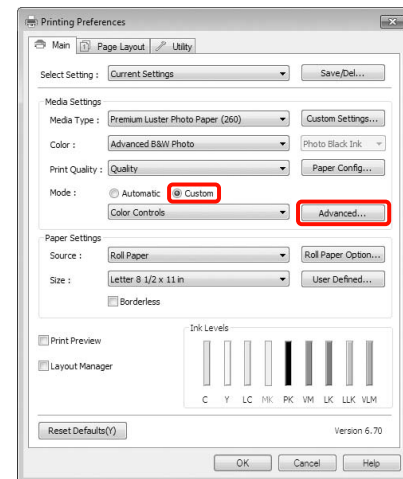 Printing Preferences
Main Page Layout Utility
Select Setting : Current Settings Save/Del...
Media Settings
Media Type : Premium Luster Photo Paper (260) Custom Settings...
Color : Advanced B&W Photo Photo Black Ink
Print Quality : Quality Paper Config...
Mode : Automatic Custom
Color Controls Advanced...
Paper Settings
Source : Roll Paper Roll Paper Option...
Size : Letter 8 1/2 x 11 in User Defined...
Borderless
Ink Levels
Print Preview
Layout Manager
C Y LC MK PK VM LK LLK VLM
Reset Defaults(Y) Version 6.70
OK Cancel Help